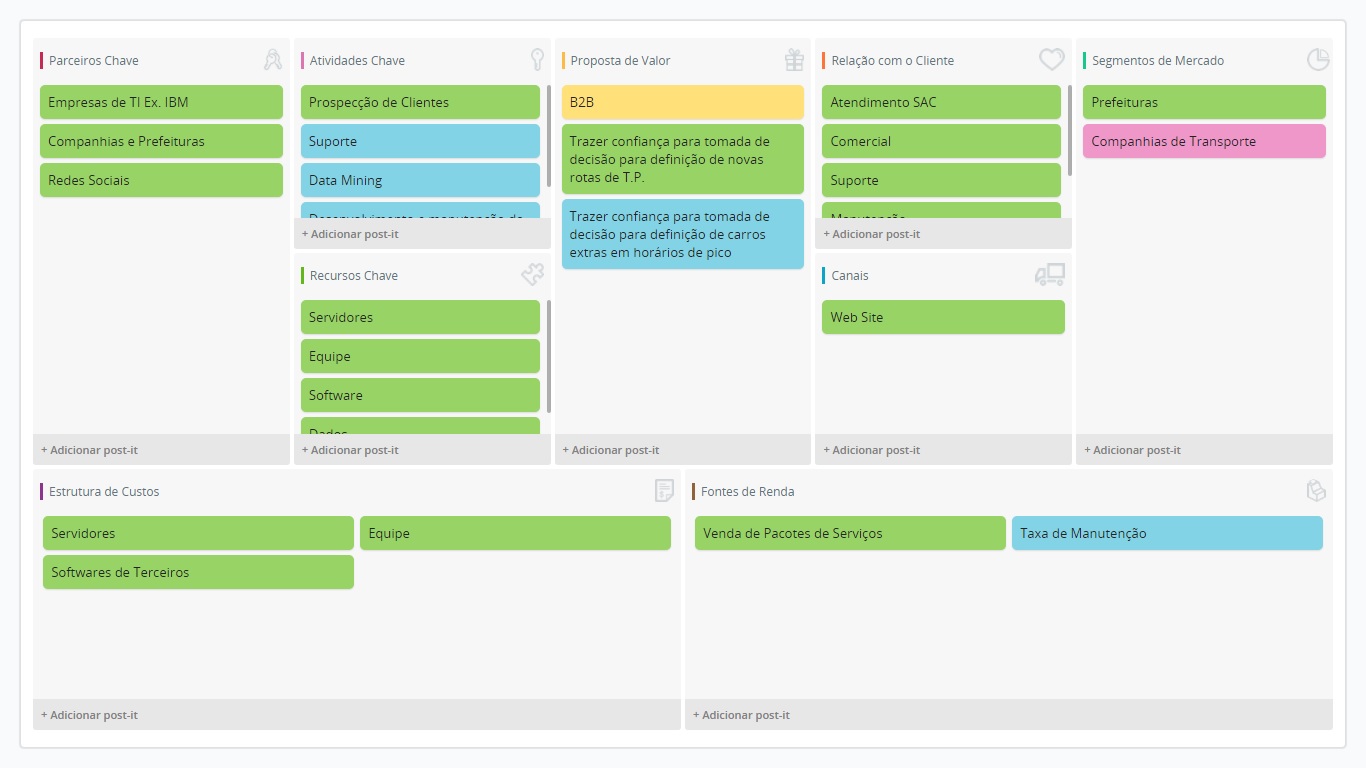 Parceiros Chave
Empresas de TI Ex. IBM
Companhias e Prefeituras
Redes Sociais
+ Adicionar post-it
Atividades Chave
Prospecção de Clientes
Suporte
Data Mining
+ Adicionar post-it
Recursos Chave
Servidores
Equipe
Software
Dados
+ Adicionar post-it
Proposta de Valor
B2B
Trazer confiança para tomada de
decisão para definição de novas
rotas de T.P.
Trazer confiança para tomada de
decisão para definição de carros
extras em horários de pico
+ Adicionar post-it
Relação com o Cliente
Atendimento SAC
Comercial
Suporte
Manutenção
+ Adicionar post-it
Canais
Web Site
+ Adicionar post-it
Segmentos de Mercado
Prefeituras
Companhias de Transporte
+ Adicionar post-it
Estrutura de Custos
Servidores
Equipe
Softwares de Terceiros
+ Adicionar post-it
Fontes de Renda
Venda de Pacotes de Serviços
Taxa de Manutenção
+ Adicionar post-it